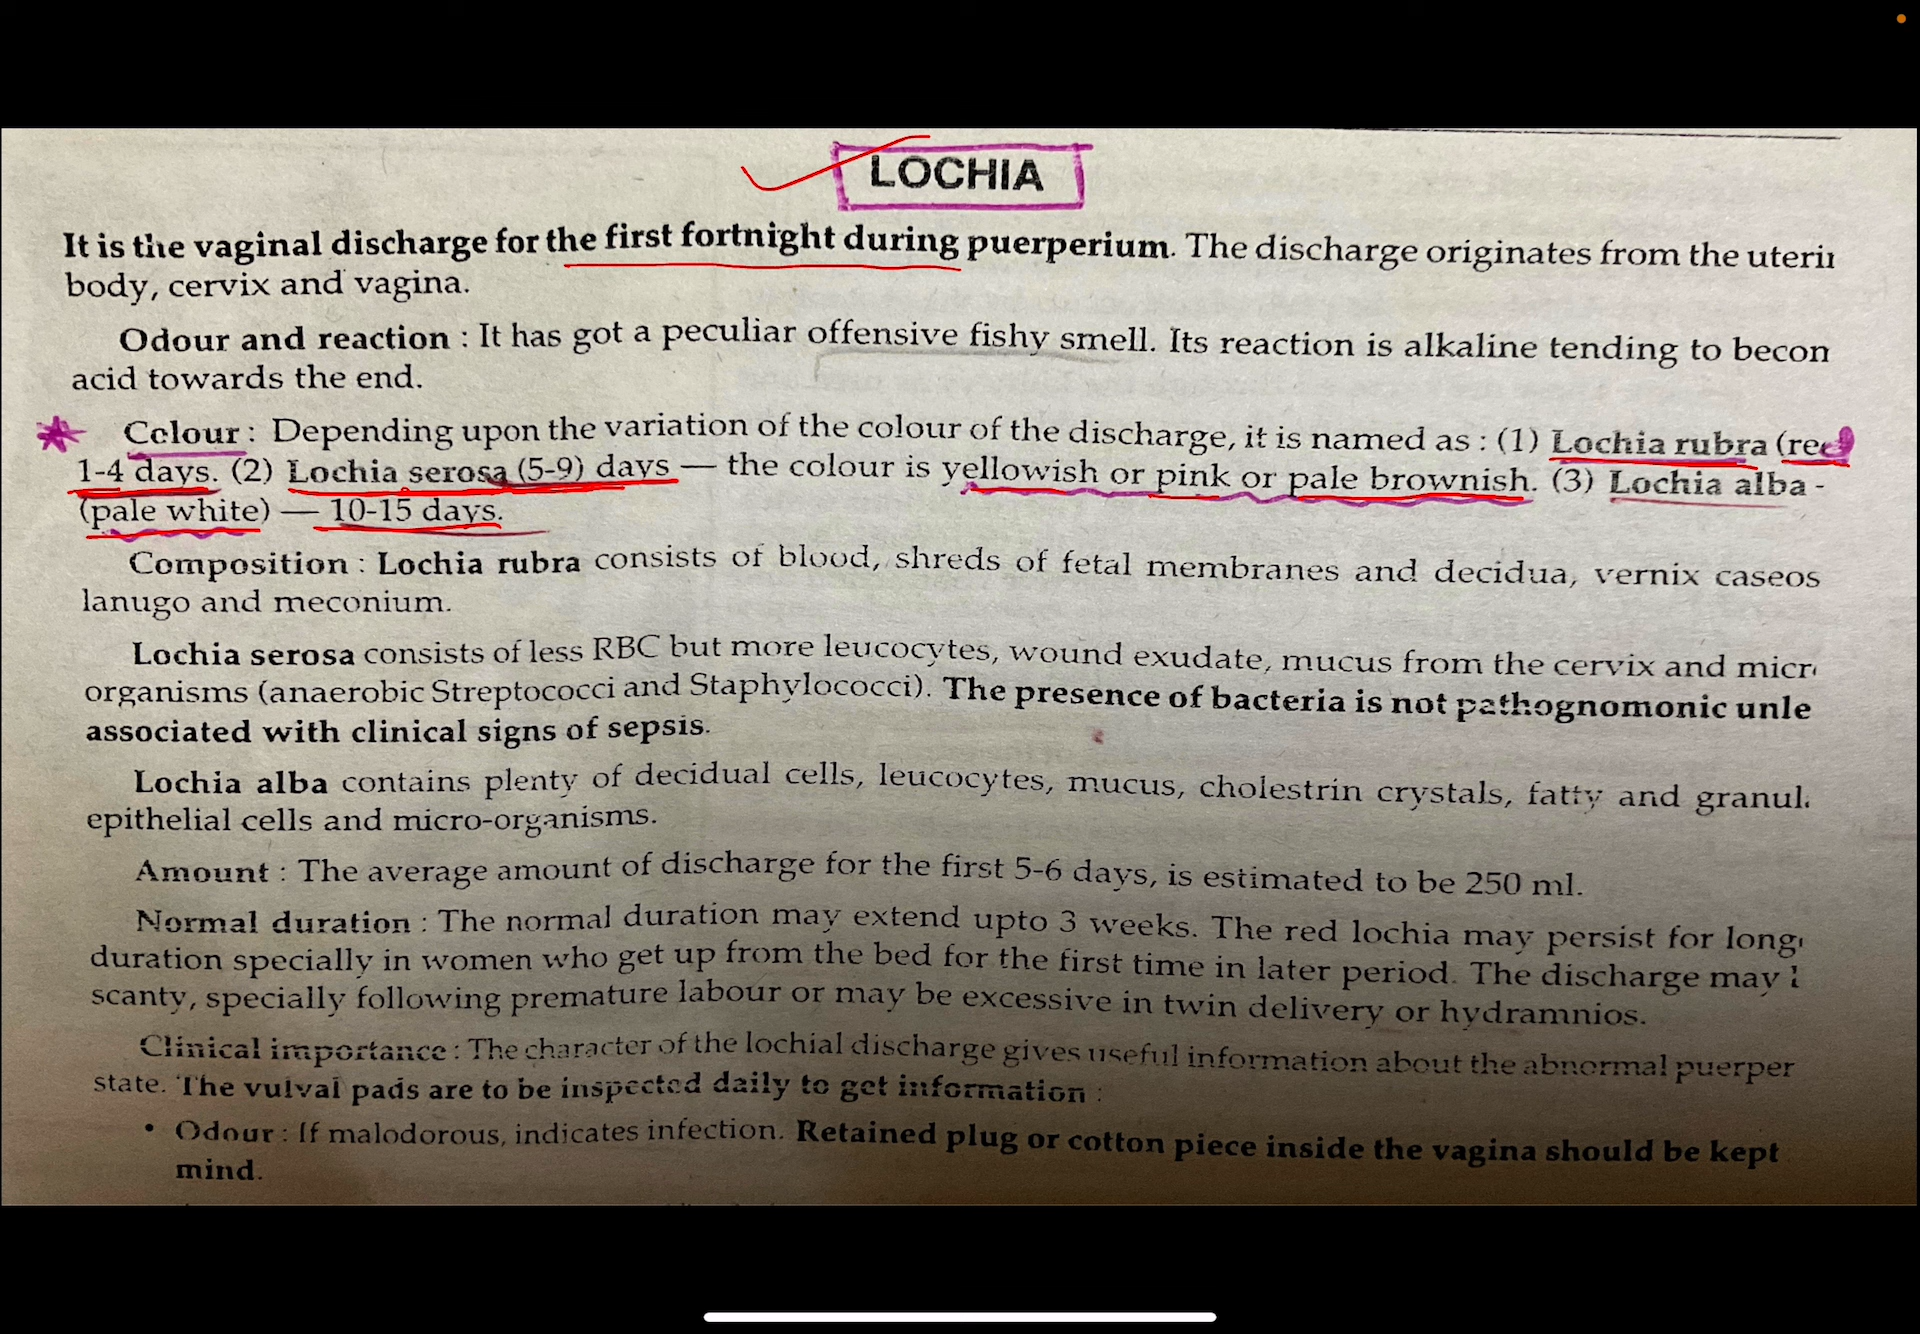 LOCHIA
It is the vaginal discharge for the first fortnight during puerperium. The discharge originates from the uteri
body, cervix and vagina.
Odour and reaction : It has got a peculiar offensive fishy smell. Its reaction is alkaline tending to becon
acid towards the end.
Colour : Depending upon the variation of the colour of the discharge, it is named as : (1) Lochia rubra (red
1-4 days. (2) Lochia serosa (5-9) days — the colour is yellowish or pink or pale brownish. (3) Lochia alba -
(pale white) — 10-15 days.
Composition : Lochia rubra consists of blood, shreds of fetal membranes and decidua, vernix caseos
lanugo and meconium.
Lochia serosa consists of less RBC but more leucocytes, wound exudate, mucus from the cervix and micr
organisms (anaerobic Streptococci and Staphylococci). The presence of bacteria is not pathognomonic unle
associated with clinical signs of sepsis.
Lochia alba contains plenty of decidual cells, leucocytes, mucus, cholestrin crystals, fatty and granul
epithelial cells and micro-organisms.
Amount : The average amount of discharge for the first 5-6 days, is estimated to be 250 ml.
Normal duration : The normal duration may extend upto 3 weeks. The red lochia may persist for long
duration specially in women who get up from the bed for the first time in later period. The discharge may
scanty, specially following premature labour or may be excessive in twin delivery or hydramnios.
Clinical importance : The character of the lochial discharge gives useful information about the abnormal puerper
state. The vulval pads are to be inspected daily to get information :
• Odour : If malodorous, indicates infection. Retained plug or cotton piece inside the vagina should be kept
mind.